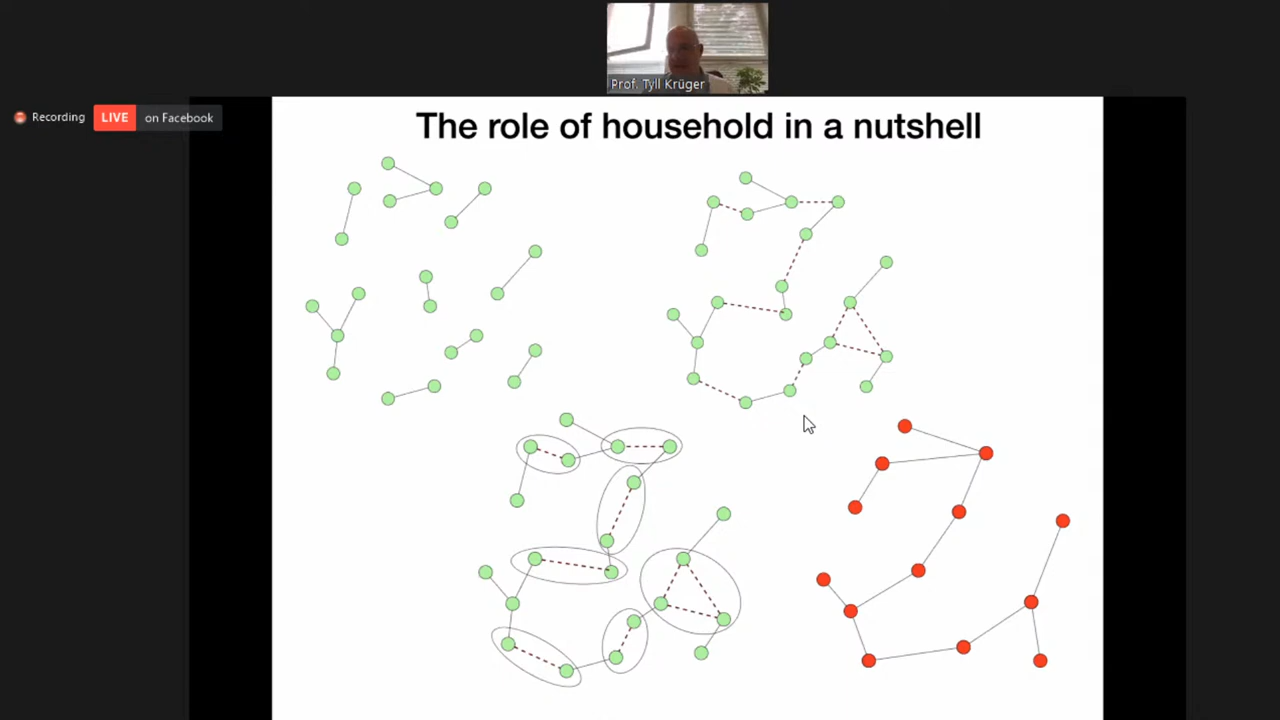 Prof. Tyll Krüger
Recording
LIVE on Facebook
The role of household in a nutshell